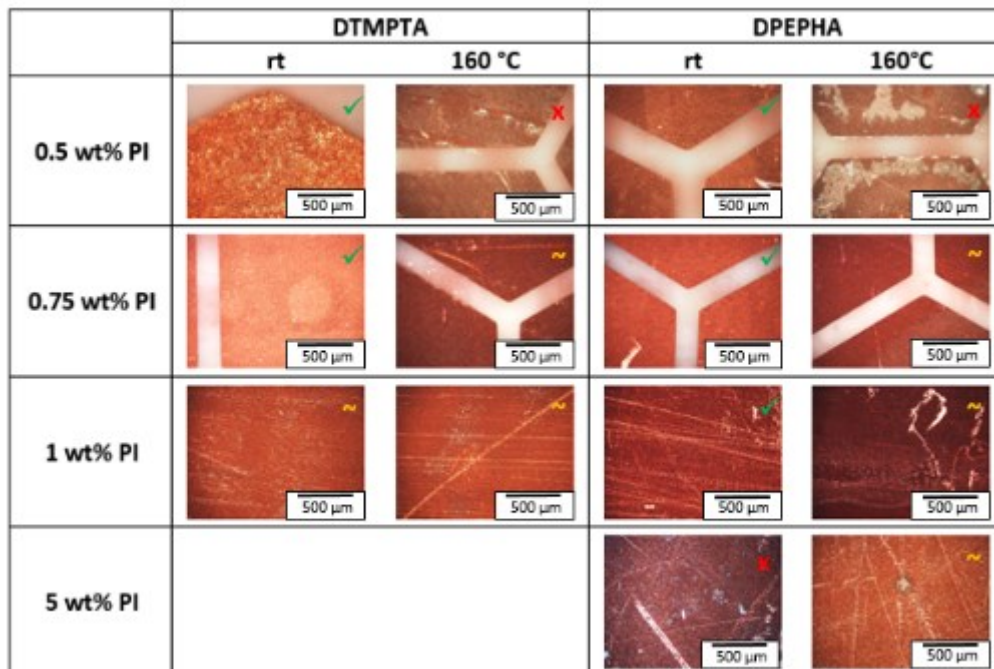 DTMPTA DPEPHA
rt 160 °C rt 160°C
0.5 wt% PI ✓ x ✓ x
500 µm 500 µm 500 µm 500 µm
0.75 wt% PI ✓ ~ ✓ ~
500 µm 500 µm 500 µm 500 µm
1 wt% PI ~ ~ ✓ ~
500 µm 500 µm 500 µm 500 µm
5 wt% PI x ~
500 µm 500 µm